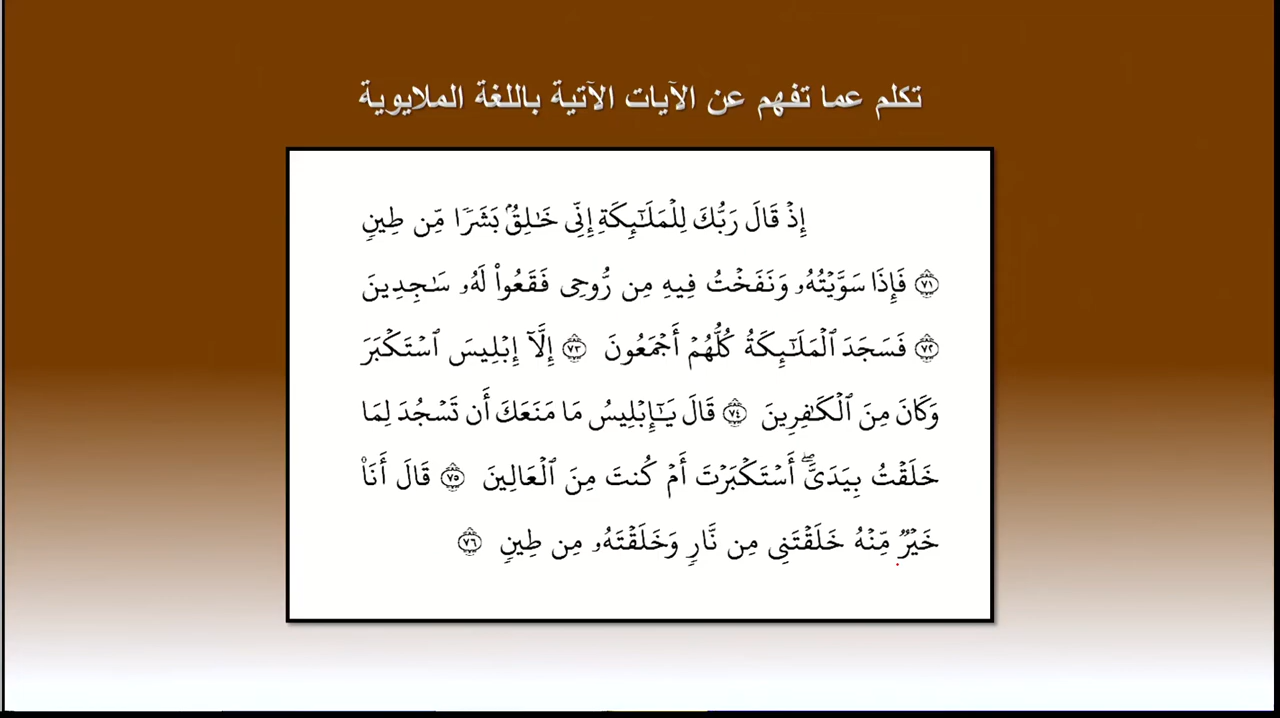 تكلم عما تفهم عن الآيات الآتية باللغة الملايوية
إِذۡ قَالَ رَبُّكَ لِلۡمَلَٰٓئِكَةِ إِنِّي خَٰلِقُۢ بَشَرٗا مِّن طِينٖ
۝٧١ فَإِذَا سَوَّيۡتُهُۥ وَنَفَخۡتُ فِيهِ مِن رُّوحِي فَقَعُواْ لَهُۥ سَٰجِدِينَ
۝٧٢ فَسَجَدَ ٱلۡمَلَٰٓئِكَةُ كُلُّهُمۡ أَجۡمَعُونَ ۝٧٣ إِلَّآ إِبۡلِيسَ ٱسۡتَكۡبَرَ
وَكَانَ مِنَ ٱلۡكَٰفِرِينَ ۝٧٤ قَالَ يَٰٓإِبۡلِيسُ مَا مَنَعَكَ أَن تَسۡجُدَ لِمَا
خَلَقۡتُ بِيَدَيَّۖ أَسۡتَكۡبَرۡتَ أَمۡ كُنتَ مِنَ ٱلۡعَالِينَ ۝٧٥ قَالَ أَنَا۠
خَيۡرٞ مِّنۡهُ خَلَقۡتَنِي مِن نَّارٖ وَخَلَقۡتَهُۥ مِن طِينٖ ۝٧٦